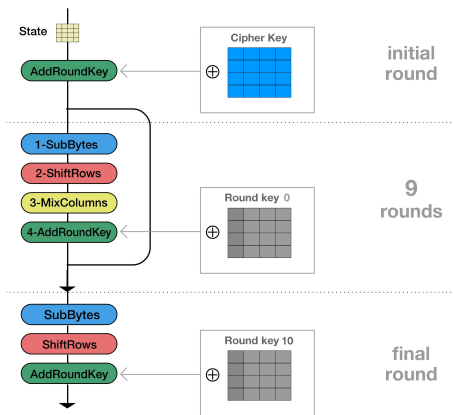 State
Cipher Key
AddRoundKey
initial
round
1-SubBytes
2-ShiftRows
3-MixColumns
4-AddRoundKey
Round key 0
9
rounds
SubBytes
ShiftRows
AddRoundKey
Round key 10
final
round